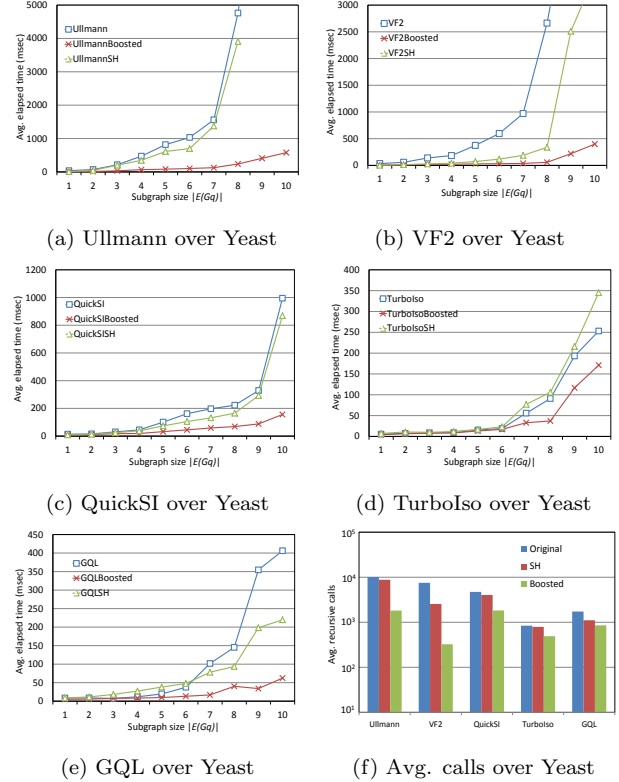 5000
4000
3000
2000
1000
0
Avg. elapsed time (msec)
Ullmann
UllmannBoosted
UllmannSH
1 2 3 4 5 6 7 8 9 10
Subgraph size |E(Gq)|
(a) Ullmann over Yeast
3000
2500
2000
1500
1000
500
0
Avg. elapsed time (msec)
VF2
VF2Boosted
VF2SH
1 2 3 4 5 6 7 8 9 10
Subgraph size |E(Gq)|
(b) VF2 over Yeast
1200
1000
800
600
400
200
0
Avg. elapsed time (msec)
QuickSI
QuickSIBoosted
QuickSISH
1 2 3 4 5 6 7 8 9 10
Subgraph size |E(Gq)|
(c) QuickSI over Yeast
400
350
300
250
200
150
100
50
0
Avg. elapsed time (msec)
TurboIso
TurboIsoBoosted
TurboIsoSH
1 2 3 4 5 6 7 8 9 10
Subgraph size |E(Gq)|
(d) TurboIso over Yeast
450
400
350
300
250
200
150
100
50
0
Avg. elapsed time (msec)
GQL
GQLBoosted
GQLSH
1 2 3 4 5 6 7 8 9 10
Subgraph size |E(Gq)|
(e) GQL over Yeast
10⁵
10⁴
10³
10²
10¹
Avg. recursive calls
Original
SH
Boosted
Ullmann VF2 QuickSI TurboIso GQL
(f) Avg. calls over Yeast